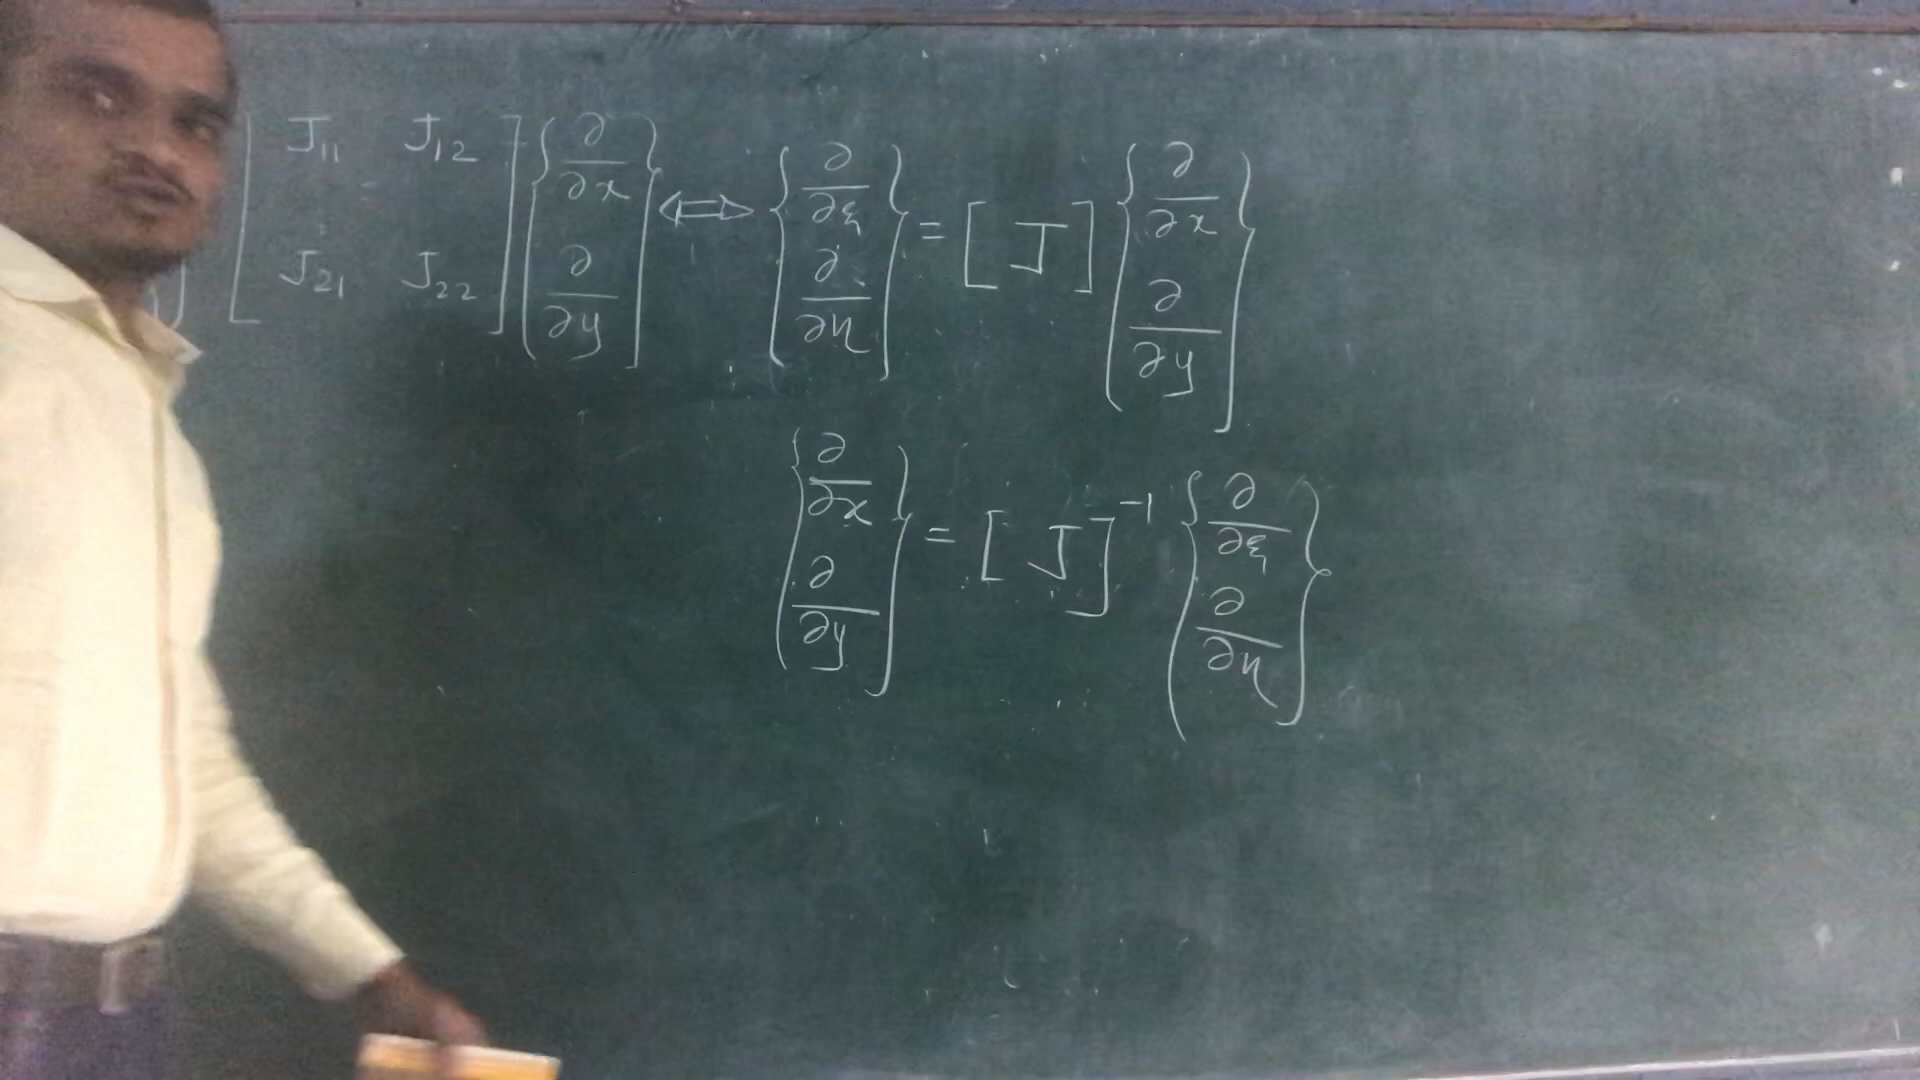 [ J₁₁ J₁₂ ; J₂₁ J₂₂ ] { ∂/∂x ; ∂/∂y } ⇔ { ∂/∂ξ ; ∂/∂η } = [ J ] { ∂/∂x ; ∂/∂y }
{ ∂/∂x ; ∂/∂y } = [ J ]⁻¹ { ∂/∂ξ ; ∂/∂η }